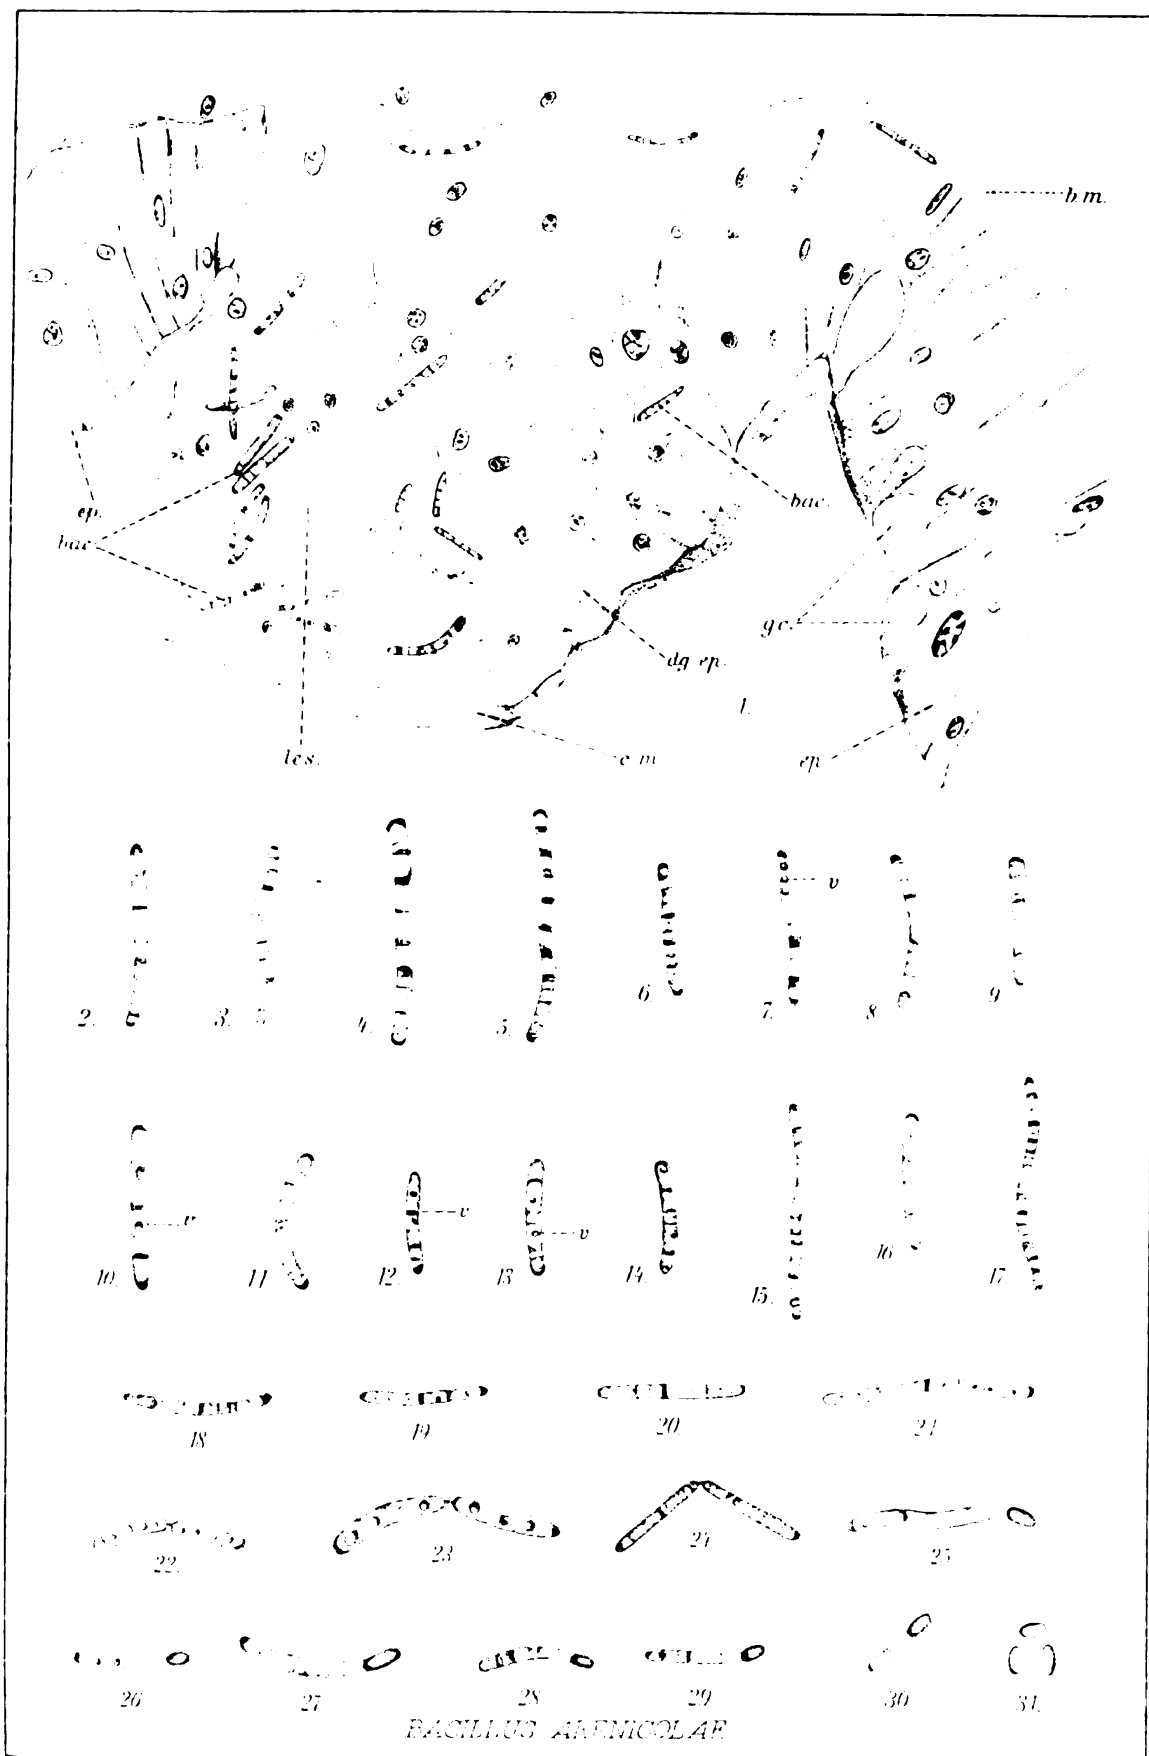 b.m.
ep.
bac.
bac.
gc.
dg ep.
1.
les.
c m
ep
v
2. 3. 4. 5. 6. 7. 8 9
v
v
v
10. 11 12. 13. 14. 15. 16 17
18 19 20. 21
22. 23 24 25
26 27 28 29 30 31.
BACILLUS ARENICOLAE